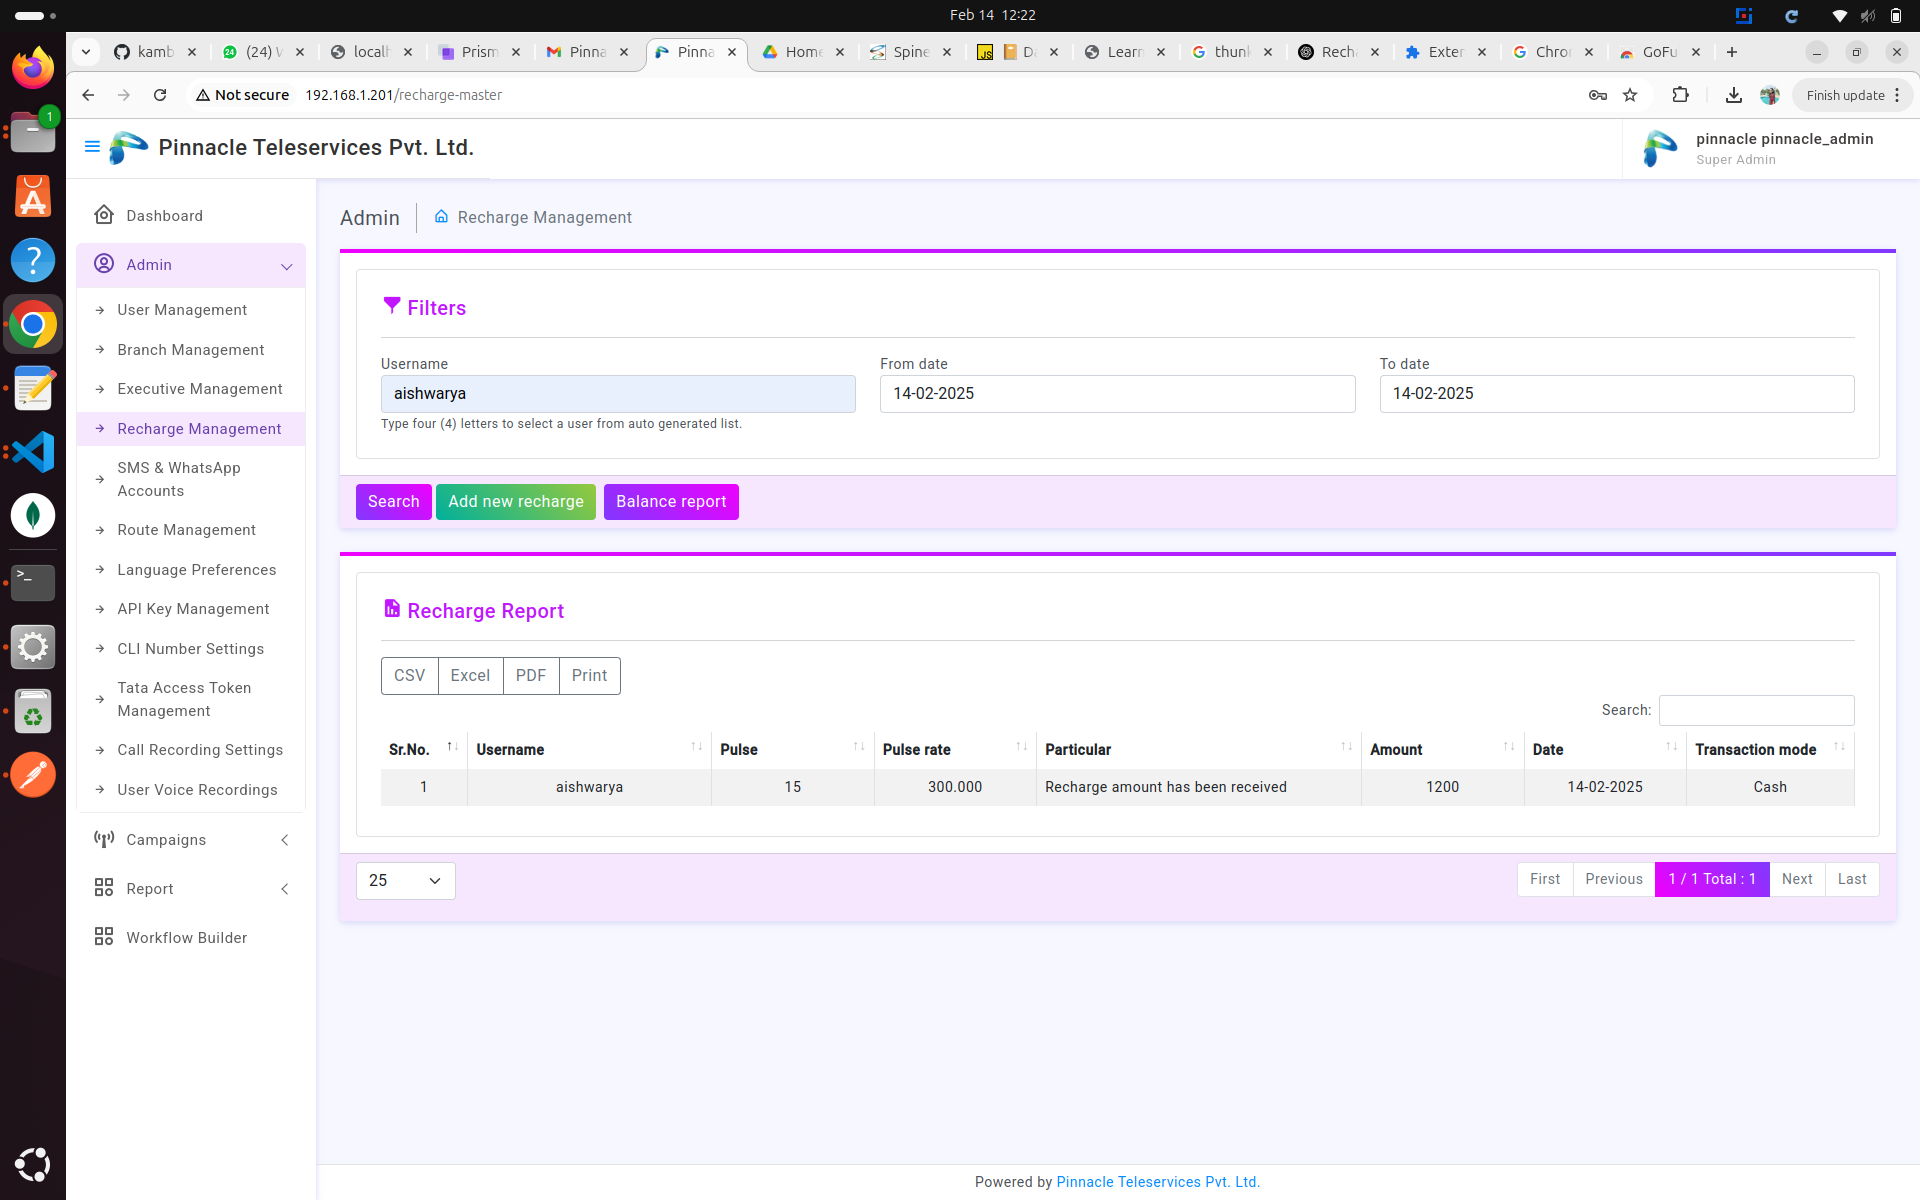 Feb 14 12:22
kamb
(24) W
localh
Prism
Pinna
Pinna
Home
Spine
Da
Learn
thunk
Rech
Exter
Chro
GoFu
1
Not secure 192.168.1.201/recharge-master
Finish update
Pinnacle Teleservices Pvt. Ltd.
pinnacle pinnacle_admin
Super Admin
Dashboard
Admin
User Management
Branch Management
Executive Management
Recharge Management
SMS & WhatsApp
Accounts
Route Management
Language Preferences
API Key Management
CLI Number Settings
Tata Access Token
Management
Call Recording Settings
User Voice Recordings
Campaigns
Report
Workflow Builder
Admin
Recharge Management
Filters
Username
From date
To date
aishwarya
14-02-2025
14-02-2025
Type four (4) letters to select a user from auto generated list.
Search
Add new recharge
Balance report
Recharge Report
CSV Excel PDF Print
Search:
Sr.No. Username Pulse Pulse rate Particular Amount Date Transaction mode
1 aishwarya 15 300.000 Recharge amount has been received 1200 14-02-2025 Cash
25
First Previous 1 / 1 Total : 1 Next Last
Powered by Pinnacle Teleservices Pvt. Ltd.